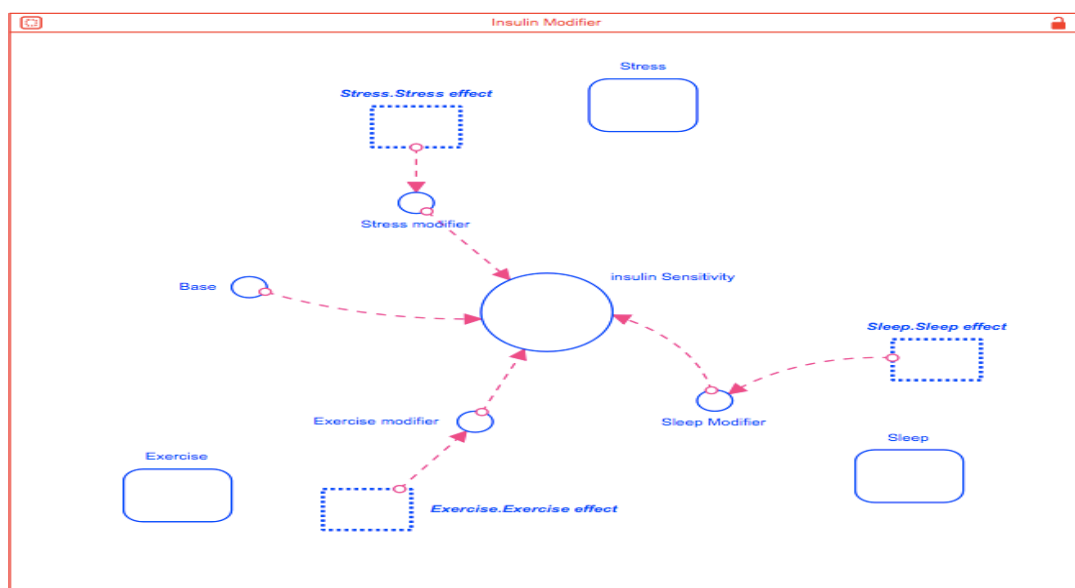 Insulin Modifier
Stress
Stress.Stress effect
Stress modifier
insulin Sensitivity
Base
Sleep.Sleep effect
Exercise modifier
Sleep Modifier
Sleep
Exercise
Exercise.Exercise effect